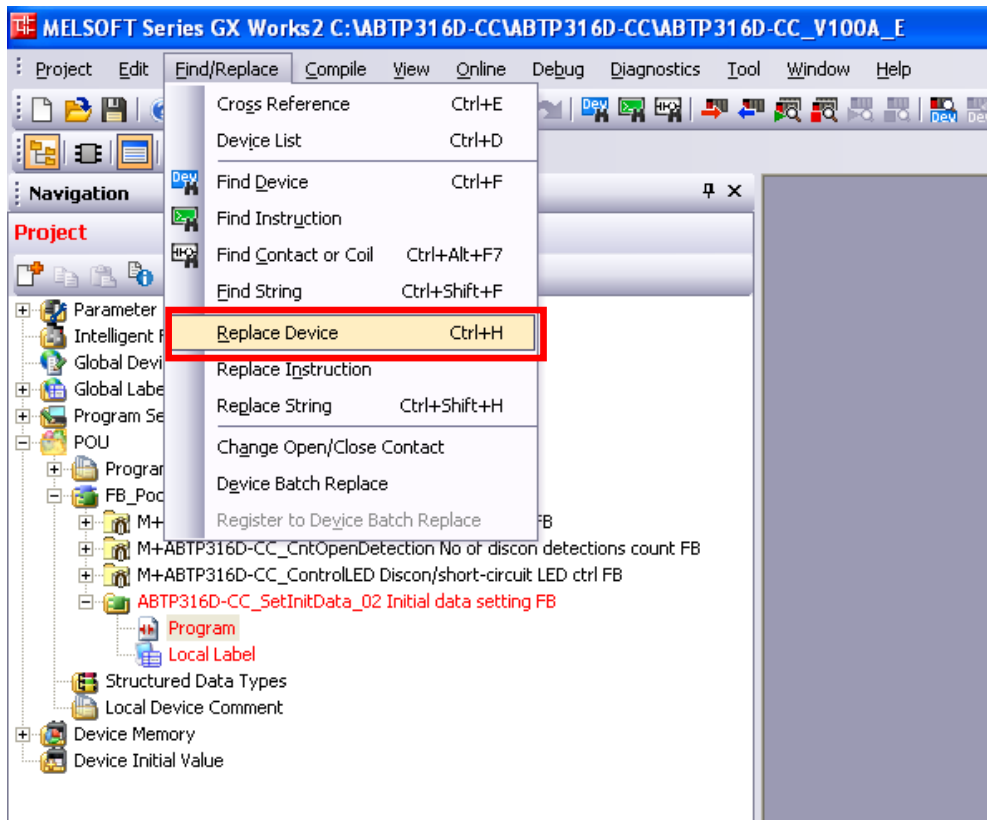 MELSOFT Series GX Works2 C:\ABTP316D-CC\ABTP316D-CC\ABTP316D-CC_V100A_E
Project Edit Find/Replace Compile View Online Debug Diagnostics Tool Window Help
Cross Reference Ctrl+E
Device List Ctrl+D
Find Device Ctrl+F
Find Instruction
Find Contact or Coil Ctrl+Alt+F7
Find String Ctrl+Shift+F
Replace Device Ctrl+H
Replace Instruction
Replace String Ctrl+Shift+H
Change Open/Close Contact
Device Batch Replace
Register to Device Batch Replace
Navigation
Project
Parameter
Intelligent F
Global Devi
Global Labe
Program Se
POU
Program
FB_Poo
M+ FB
M+ABTP316D-CC_CntOpenDetection No of discon detections count FB
M+ABTP316D-CC_ControlLED Discon/short-circuit LED ctrl FB
ABTP316D-CC_SetInitData_02 Initial data setting FB
Program
Local Label
Structured Data Types
Local Device Comment
Device Memory
Device Initial Value